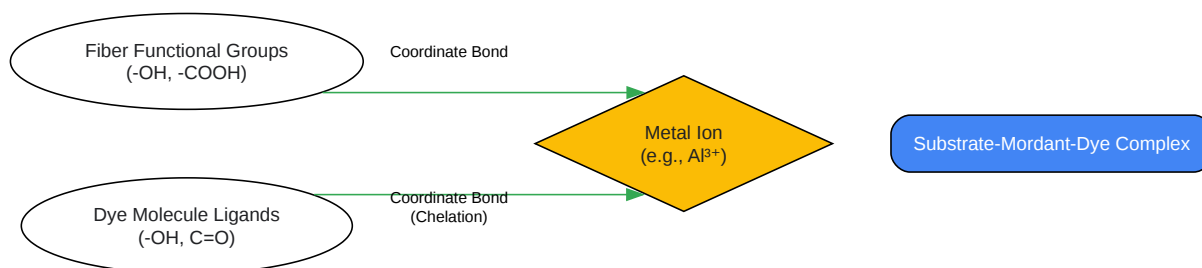 Fiber Functional Groups
(-OH, -COOH)
Coordinate Bond
Metal Ion
(e.g., Al³⁺)
Substrate-Mordant-Dye Complex
Dye Molecule Ligands
(-OH, C=O)
Coordinate Bond
(Chelation)